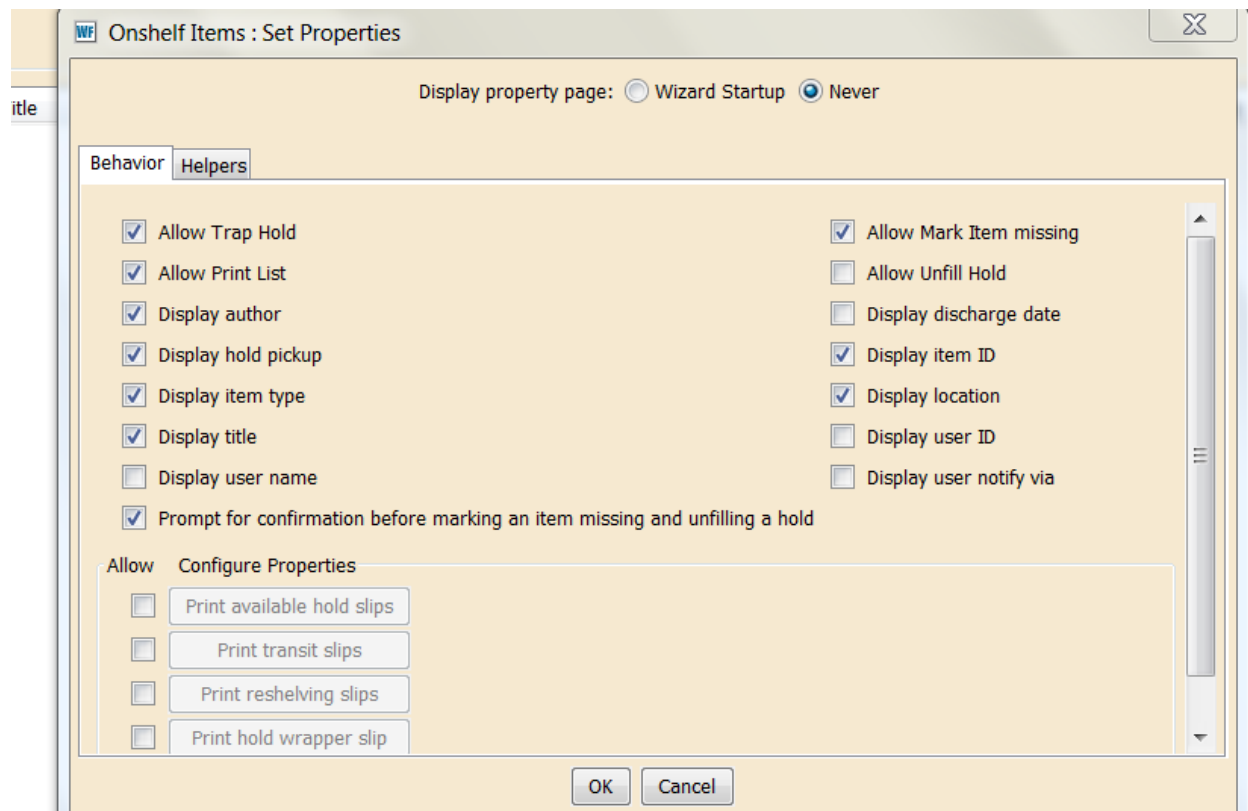 WF Onshelf Items : Set Properties
Display property page: Wizard Startup Never
itle
Behavior Helpers
Allow Trap Hold Allow Mark Item missing
Allow Print List Allow Unfill Hold
Display author Display discharge date
Display hold pickup Display item ID
Display item type Display location
Display title Display user ID
Display user name Display user notify via
Prompt for confirmation before marking an item missing and unfilling a hold
Allow Configure Properties
Print available hold slips
Print transit slips
Print reshelving slips
Print hold wrapper slip
OK Cancel